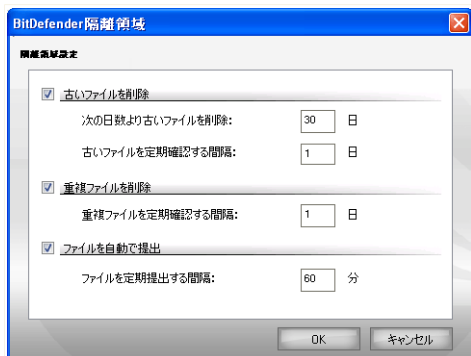 BitDefender隔離領域
隔離領域設定
古いファイルを削除
次の日数より古いファイルを削除: 30 日
古いファイルを定期確認する間隔: 1 日
重複ファイルを削除
重複ファイルを定期確認する間隔: 1 日
ファイルを自動で提出
ファイルを定期提出する間隔: 60 分
OK キャンセル